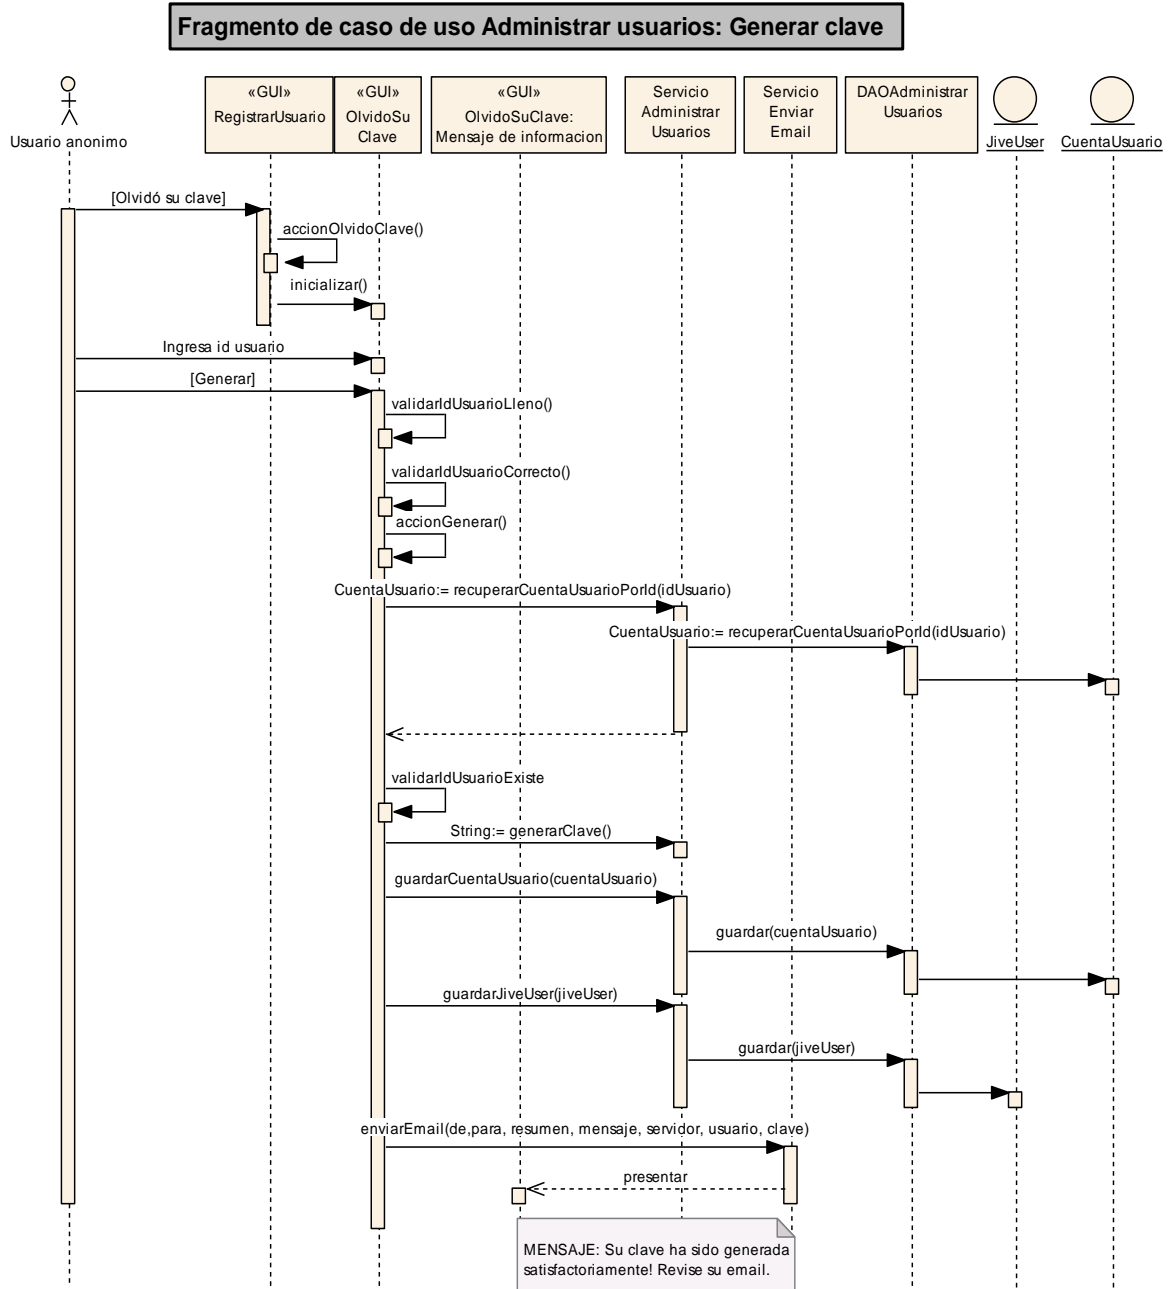 Fragmento de caso de uso Administrar usuarios: Generar clave
Usuario anonimo
«GUI»
RegistrarUsuario
«GUI»
OlvidoSu
Clave
«GUI»
OlvidoSuClave:
Mensaje de informacion
Servicio
Administrar
Usuarios
Servicio
Enviar
Email
DAOAdministrar
Usuarios
JiveUser
CuentaUsuario
[Olvidó su clave]
accionOlvidoClave()
inicializar()
Ingresa id usuario
[Generar]
validarIdUsuarioLleno()
validarIdUsuarioCorrecto()
accionGenerar()
CuentaUsuario:= recuperarCuentaUsuarioPorId(idUsuario)
CuentaUsuario:= recuperarCuentaUsuarioPorId(idUsuario)
validarIdUsuarioExiste
String:= generarClave()
guardarCuentaUsuario(cuentaUsuario)
guardar(cuentaUsuario)
guardarJiveUser(jiveUser)
guardar(jiveUser)
enviarEmail(de,para, resumen, mensaje, servidor, usuario, clave)
presentar
MENSAJE: Su clave ha sido generada
satisfactoriamente! Revise su email.